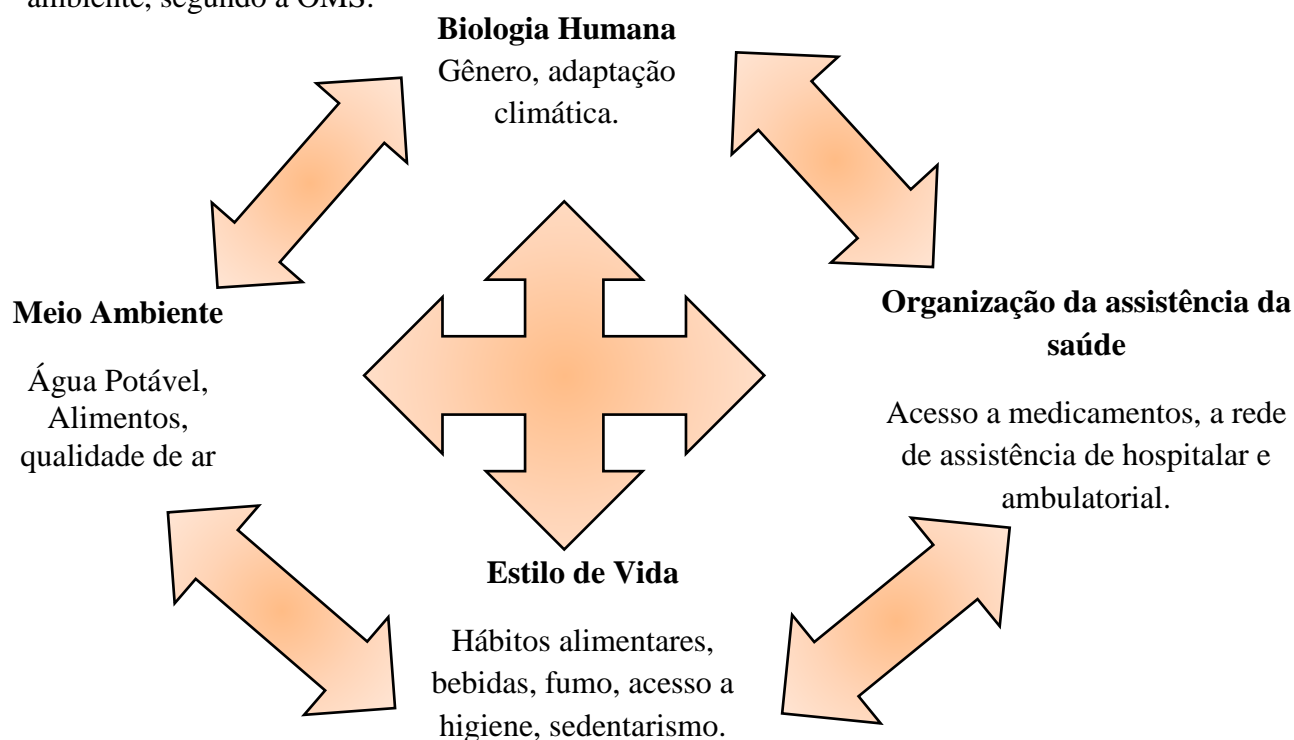 ambiente, segundo a OMS.
Biologia Humana
Gênero, adaptação
climática.
Meio Ambiente
Água Potável,
Alimentos,
qualidade de ar
Organização da assistência da
saúde
Acesso a medicamentos, a rede
de assistência de hospitalar e
ambulatorial.
Estilo de Vida
Hábitos alimentares,
bebidas, fumo, acesso a
higiene, sedentarismo.